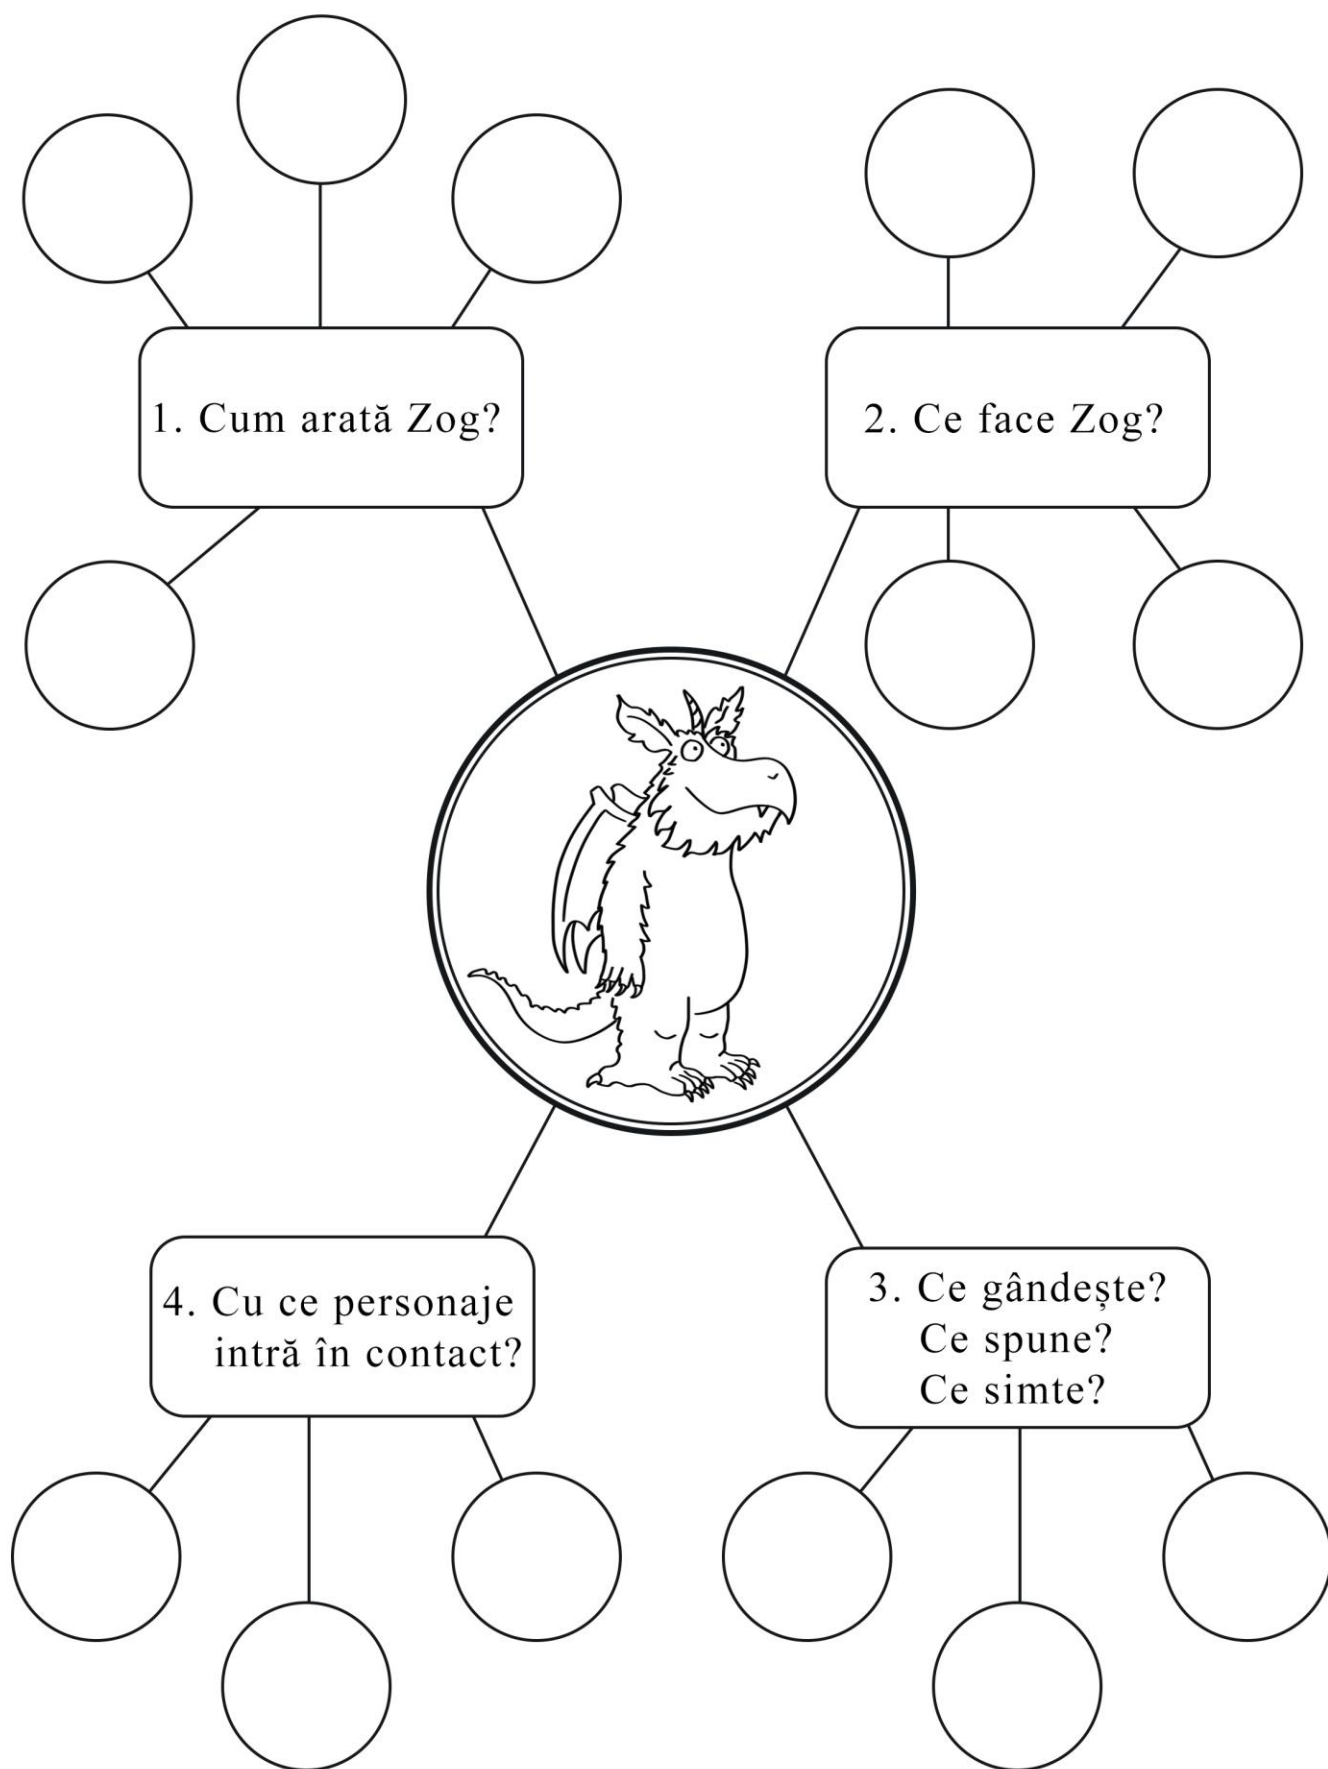 1. Cum arată Zog?
2. Ce face Zog?
4. Cu ce personaje
intră în contact?
3. Ce gândește?
Ce spune?
Ce simte?